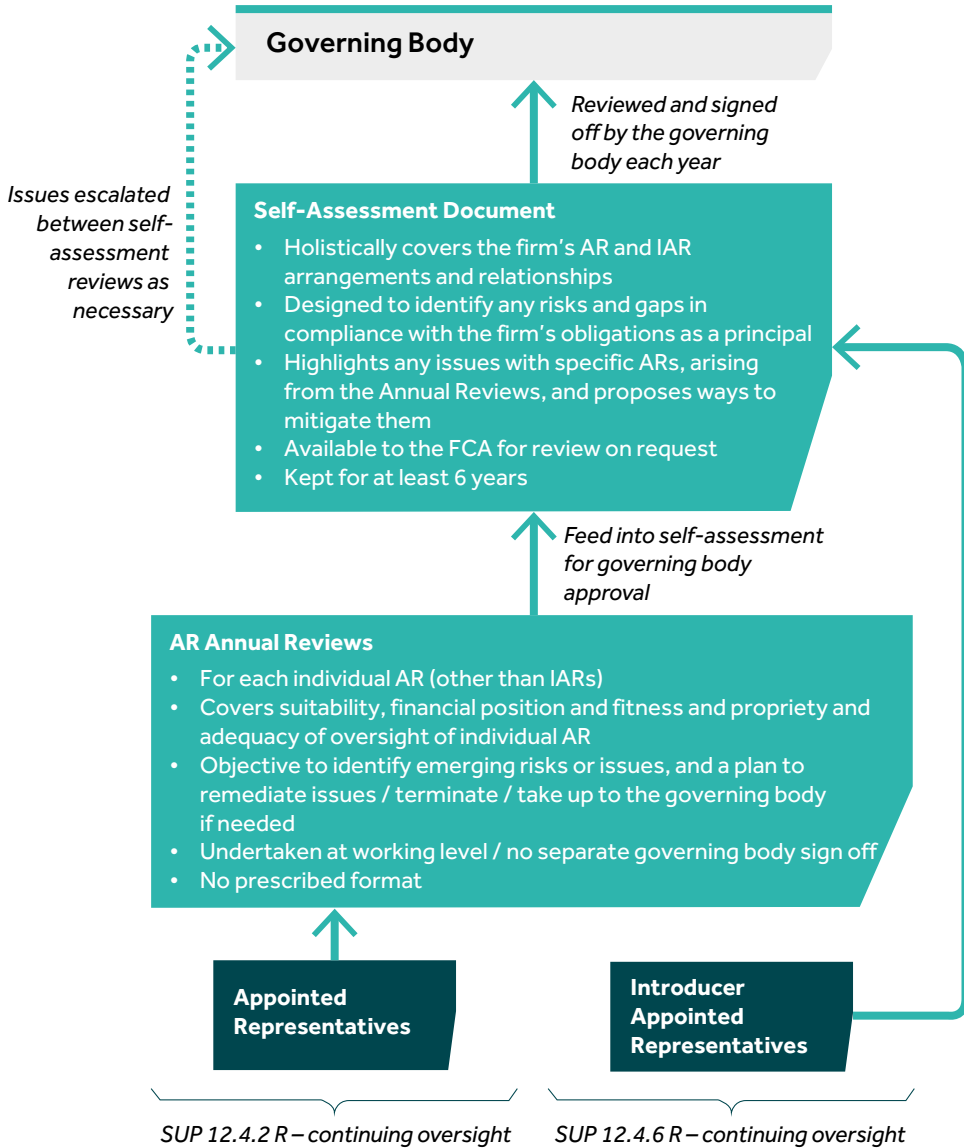 Governing Body
Reviewed and signed
off by the governing
body each year
Issues escalated
between self-
assessment
reviews as
necessary
Self-Assessment Document
• Holistically covers the firm's AR and IAR
arrangements and relationships
• Designed to identify any risks and gaps in
compliance with the firm's obligations as a principal
• Highlights any issues with specific ARs, arising
from the Annual Reviews, and proposes ways to
mitigate them
• Available to the FCA for review on request
• Kept for at least 6 years
Feed into self-assessment
for governing body
approval
AR Annual Reviews
• For each individual AR (other than IARs)
• Covers suitability, financial position and fitness and propriety and
adequacy of oversight of individual AR
• Objective to identify emerging risks or issues, and a plan to
remediate issues / terminate / take up to the governing body
if needed
• Undertaken at working level / no separate governing body sign off
• No prescribed format
Appointed
Representatives
Introducer
Appointed
Representatives
SUP 12.4.2 R – continuing oversight
SUP 12.4.6 R – continuing oversight